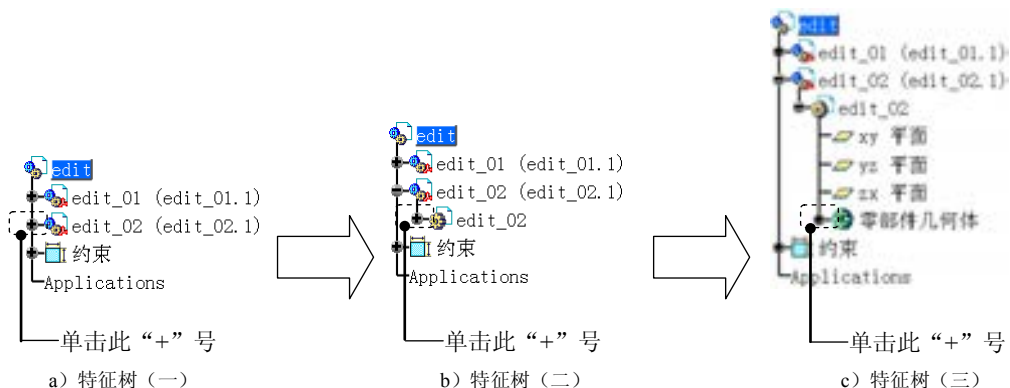 edit
edit_01 (edit_01.1)
edit_02 (edit_02.1)
约束
Applications
单击此“+”号
a）特征树（一）
edit
edit_01 (edit_01.1)
edit_02 (edit_02.1)
edit_02
约束
Applications
单击此“+”号
b）特征树（二）
edit
edit_01 (edit_01.1)
edit_02 (edit_02.1)
edit_02
xy 平面
yz 平面
zx 平面
零部件几何体
约束
Applications
单击此“+”号
c）特征树（三）